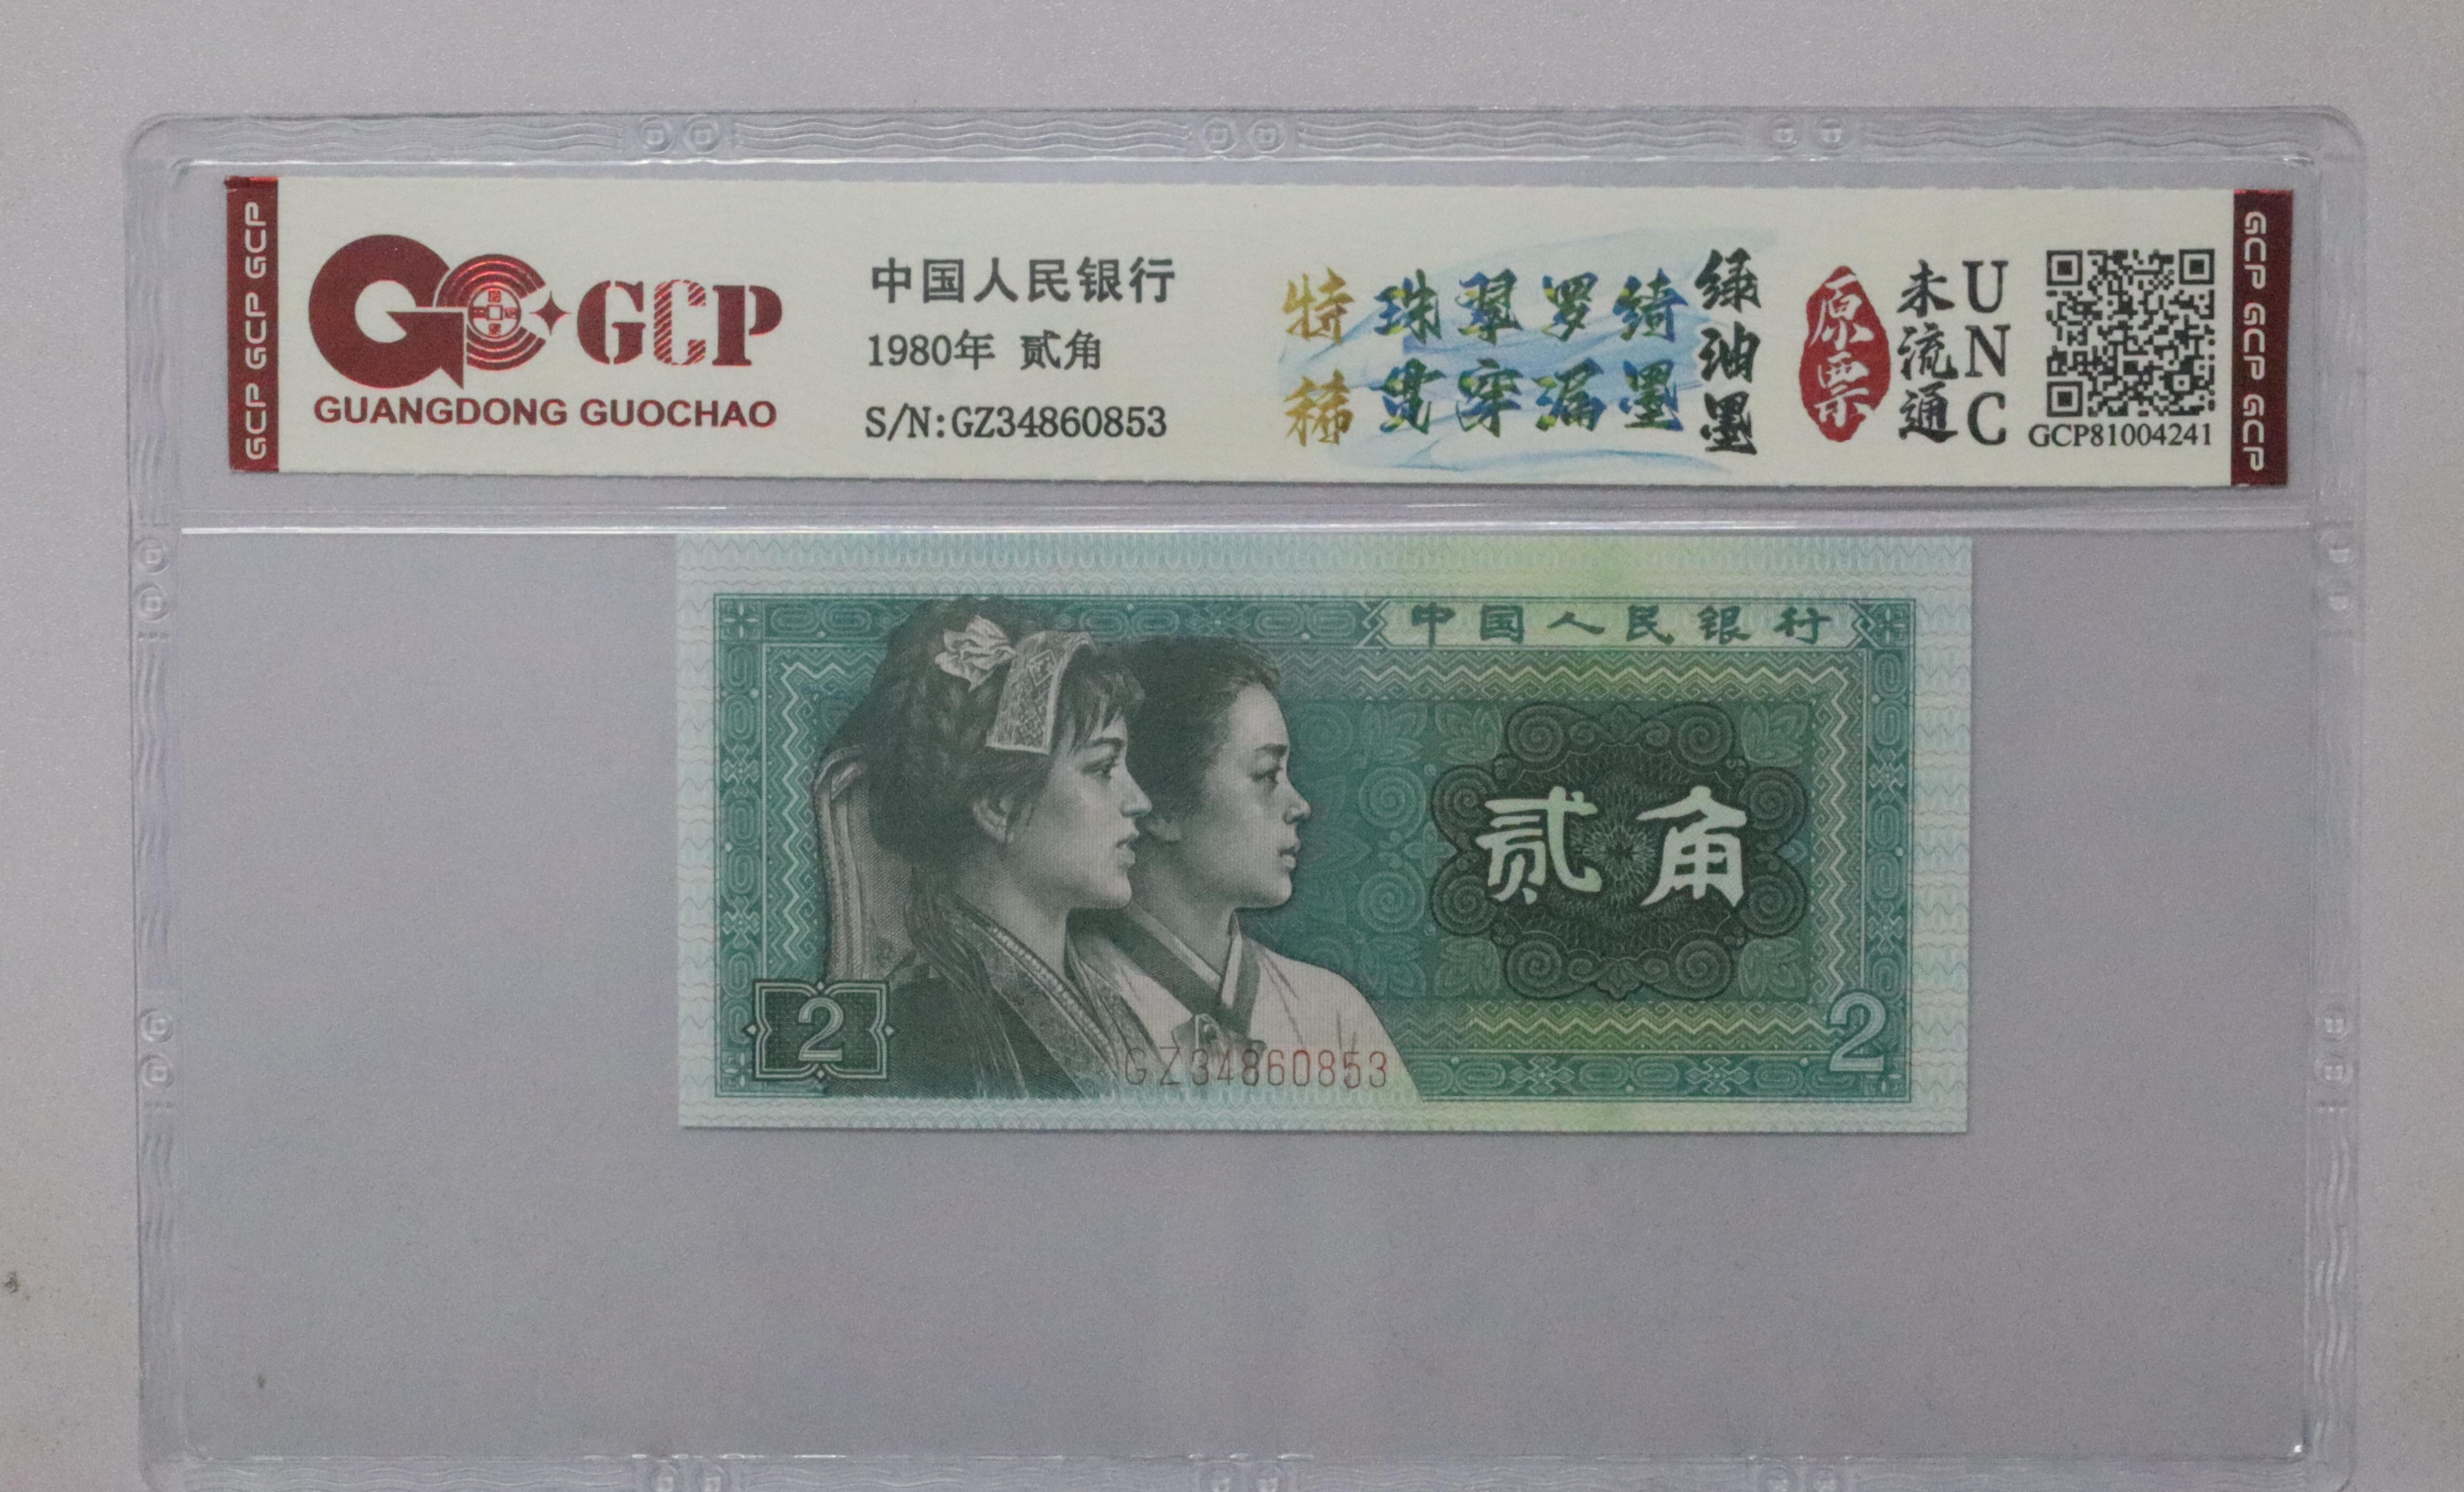 GCP GCP GCP
GCP
GUANGDONG GUOCHAO
中国人民银行
1980年 贰角
S/N:GZ34860853
特稀
珠翠罗绮
贯穿漏墨
绿油墨
原票
未流通
UNC
GCP81004241
GCP GCP GCP
中国人民银行
贰角
2
GZ34860853
2